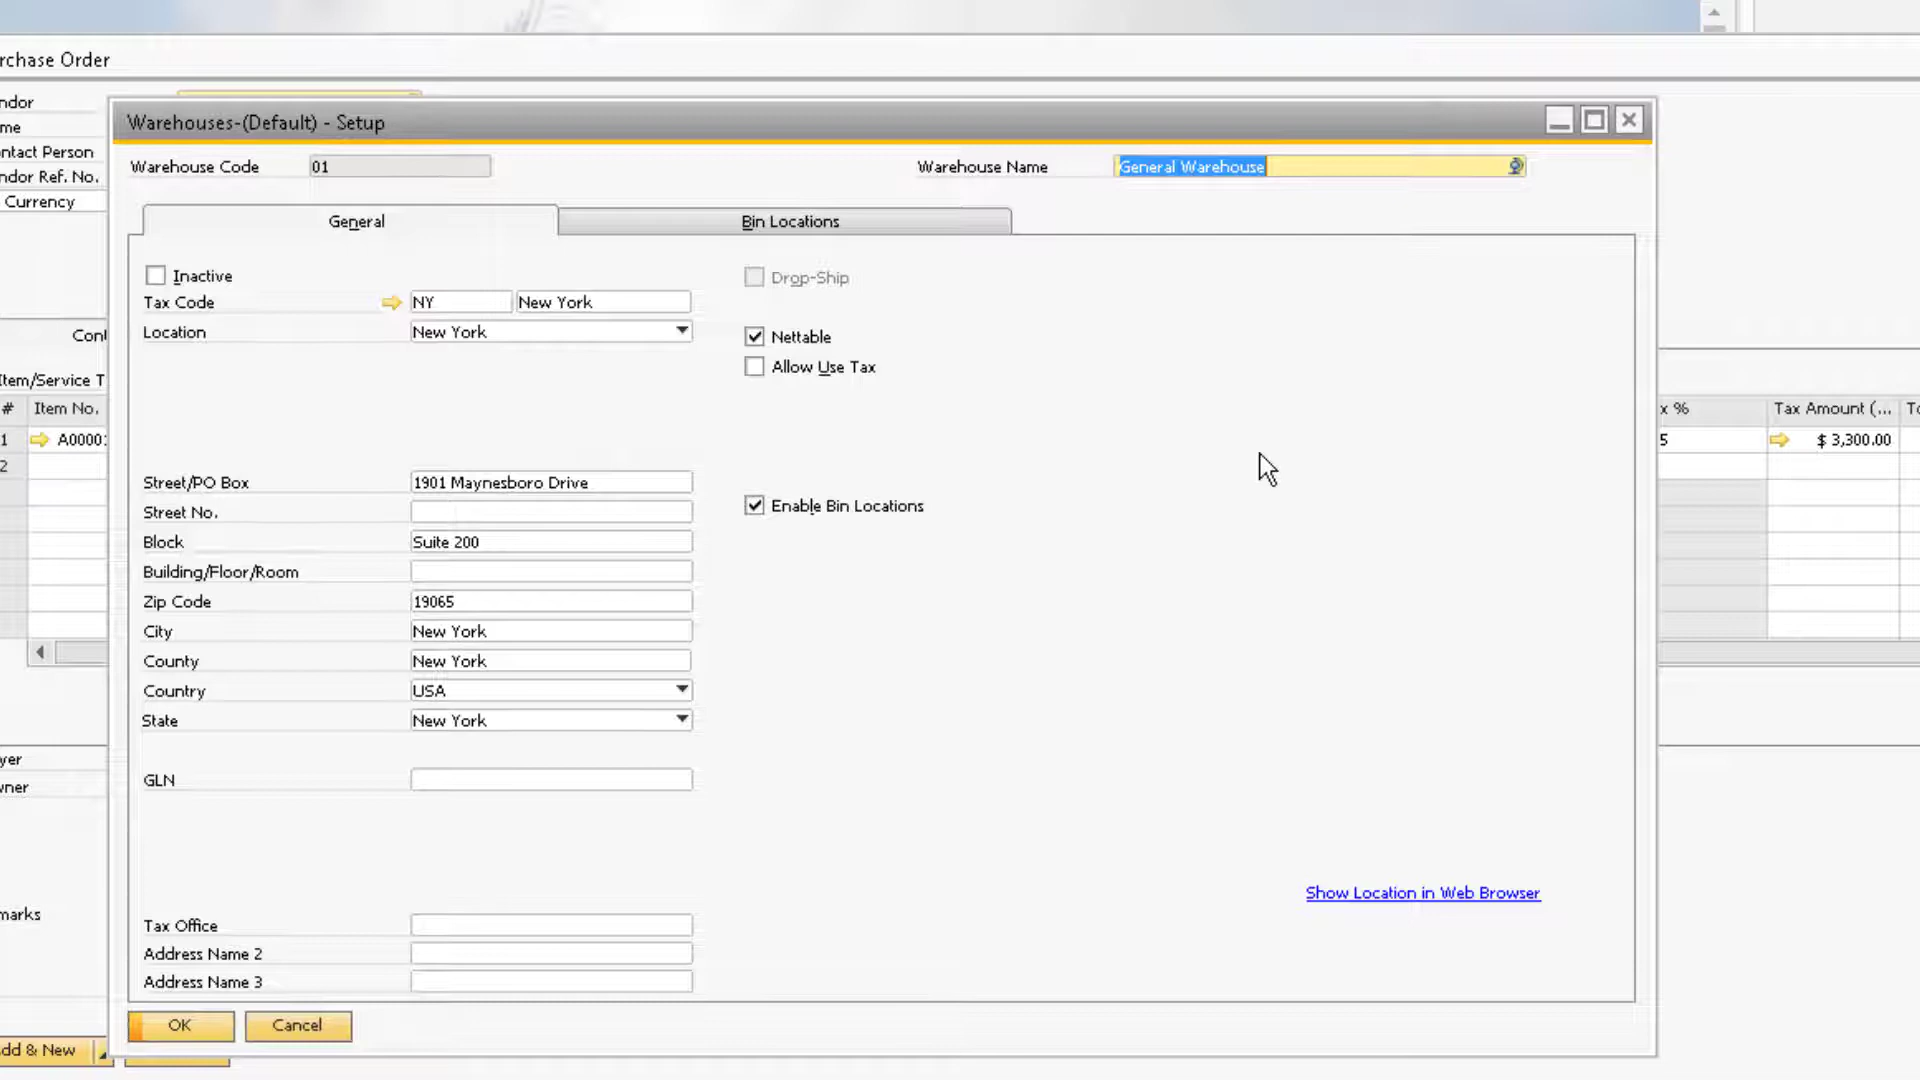 rchase Order
ndor
me
ntact Person
ndor Ref. No.
Currency
Warehouses-(Default) - Setup
Warehouse Code 01
Warehouse Name General Warehouse
General
Bin Locations
Inactive
Drop-Ship
Tax Code NY New York
Location New York
Nettable
Allow Use Tax
Cont
Item/Service T
# Item No.
x % Tax Amount (... To
1 A0000
5 $ 3,300.00
2
Street/PO Box 1901 Maynesboro Drive
Enable Bin Locations
Street No.
Block Suite 200
Building/Floor/Room
Zip Code 19065
City New York
County New York
Country USA
State New York
GLN
yer
wner
Show Location in Web Browser
marks
Tax Office
Address Name 2
Address Name 3
OK
Cancel
dd & New